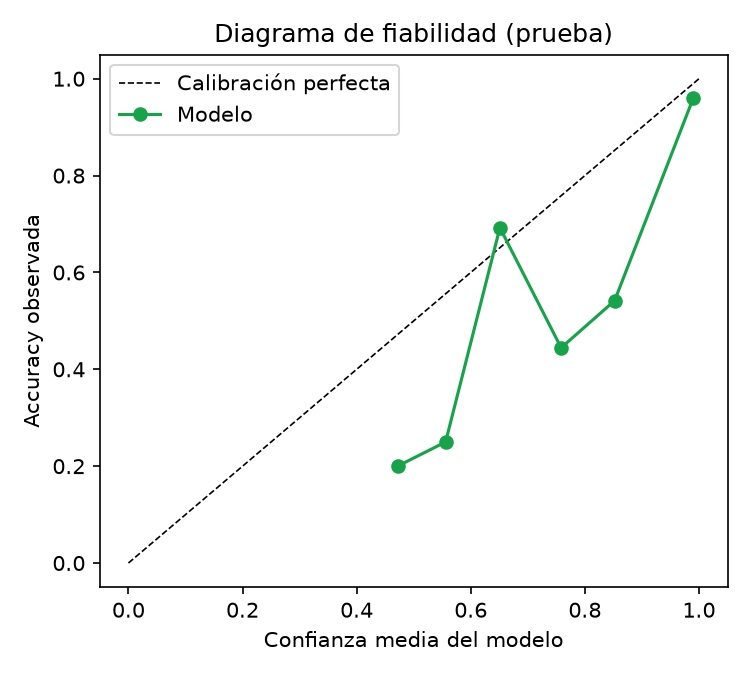 Diagrama de fiabilidad (prueba)
Calibración perfecta
Modelo
Accuracy observada
1.0
0.8
0.6
0.4
0.2
0.0
0.0 0.2 0.4 0.6 0.8 1.0
Confianza media del modelo